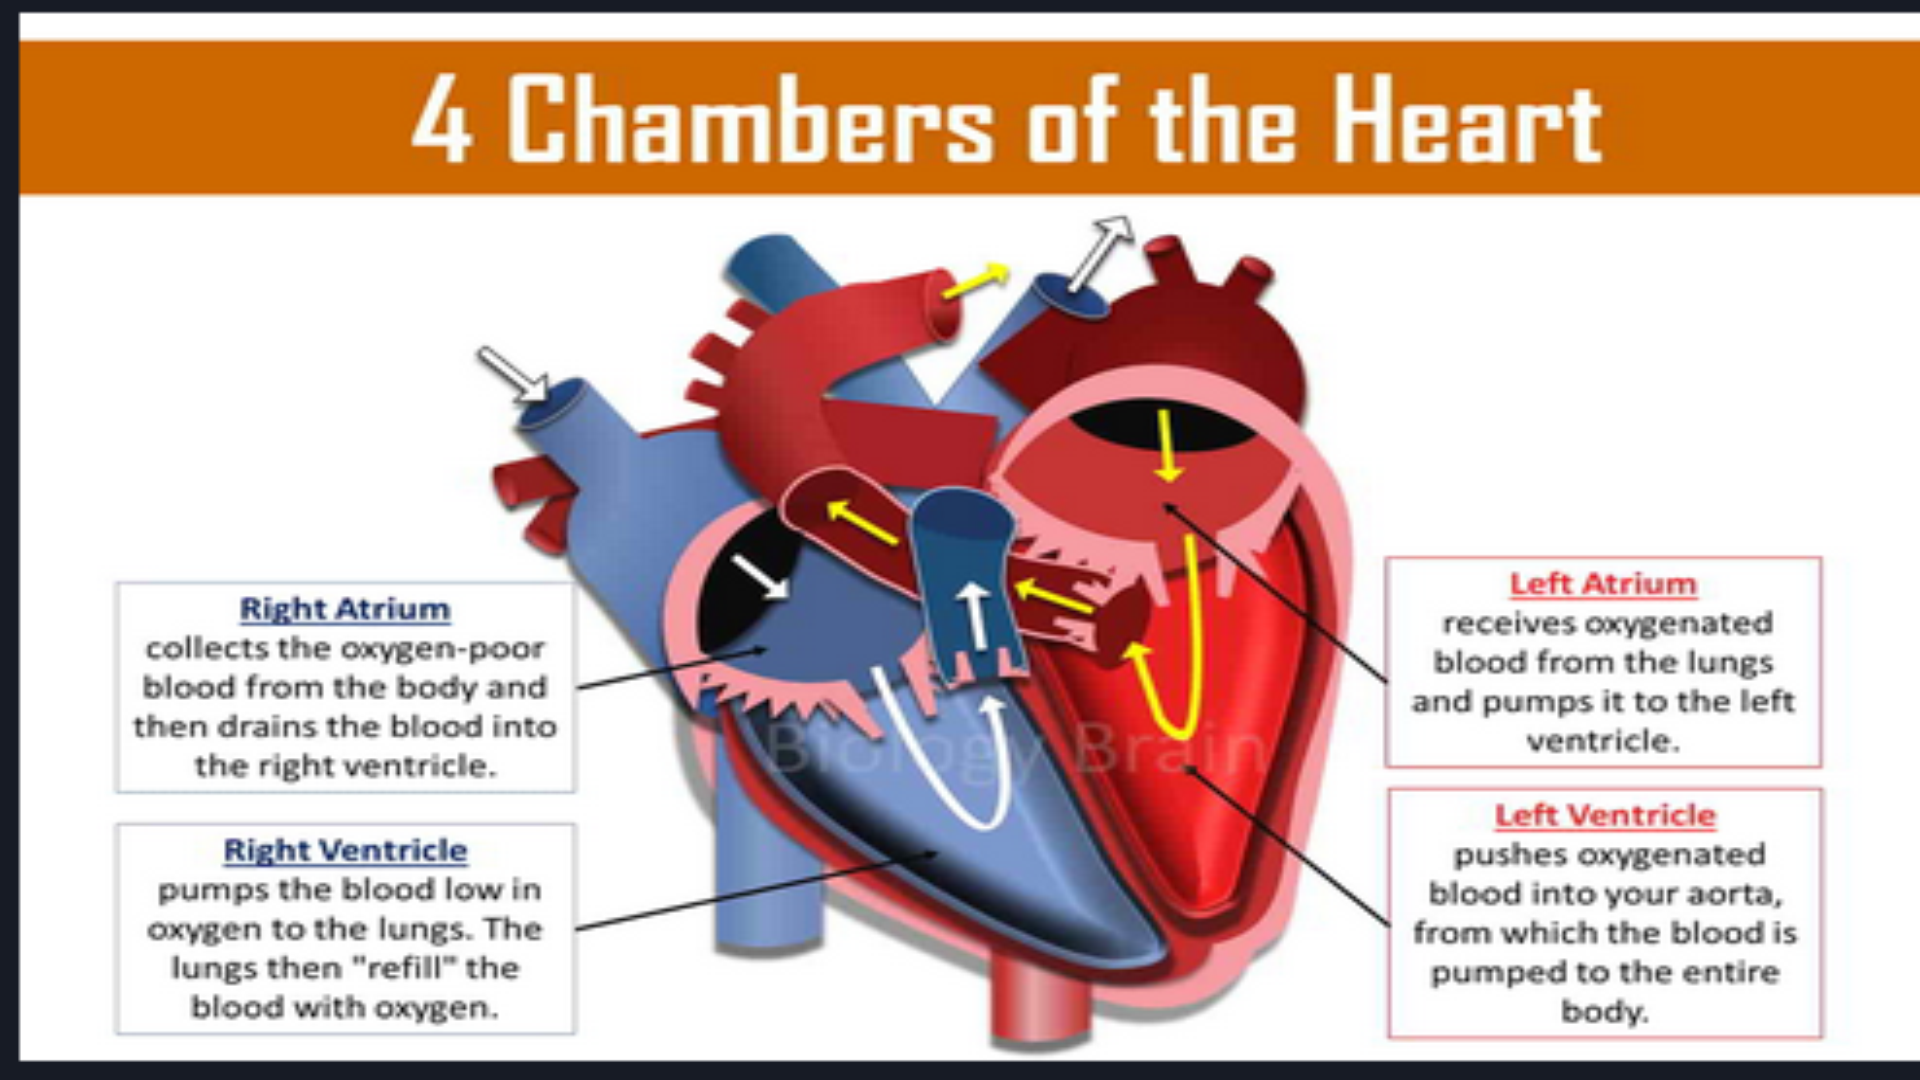 4 Chambers of the Heart
Right Atrium
collects the oxygen-poor
blood from the body and
then drains the blood into
the right ventricle.
Right Ventricle
pumps the blood low in
oxygen to the lungs. The
lungs then "refill" the
blood with oxygen.
Left Atrium
receives oxygenated
blood from the lungs
and pumps it to the left
ventricle.
Left Ventricle
pushes oxygenated
blood into your aorta,
from which the blood is
pumped to the entire
body.
Biology Brain